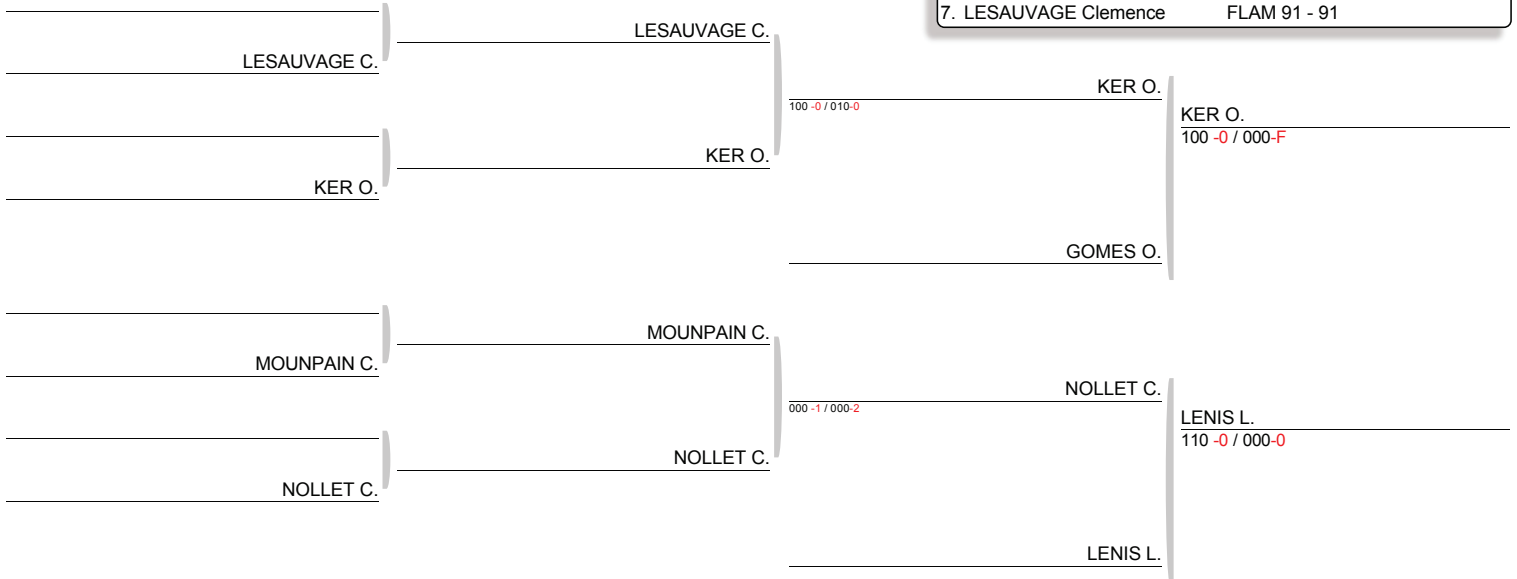 7. LESAUVAGE Clemence FLAM 91 - 91
LESAUVAGE C.
LESAUVAGE C.
KER O.
100 -0 / 010-0
KER O.
100 -0 / 000-F
KER O.
KER O.
GOMES O.
MOUNPAIN C.
MOUNPAIN C.
NOLLET C.
000 -1 / 000-2
LENIS L.
110 -0 / 000-0
NOLLET C.
NOLLET C.
LENIS L.